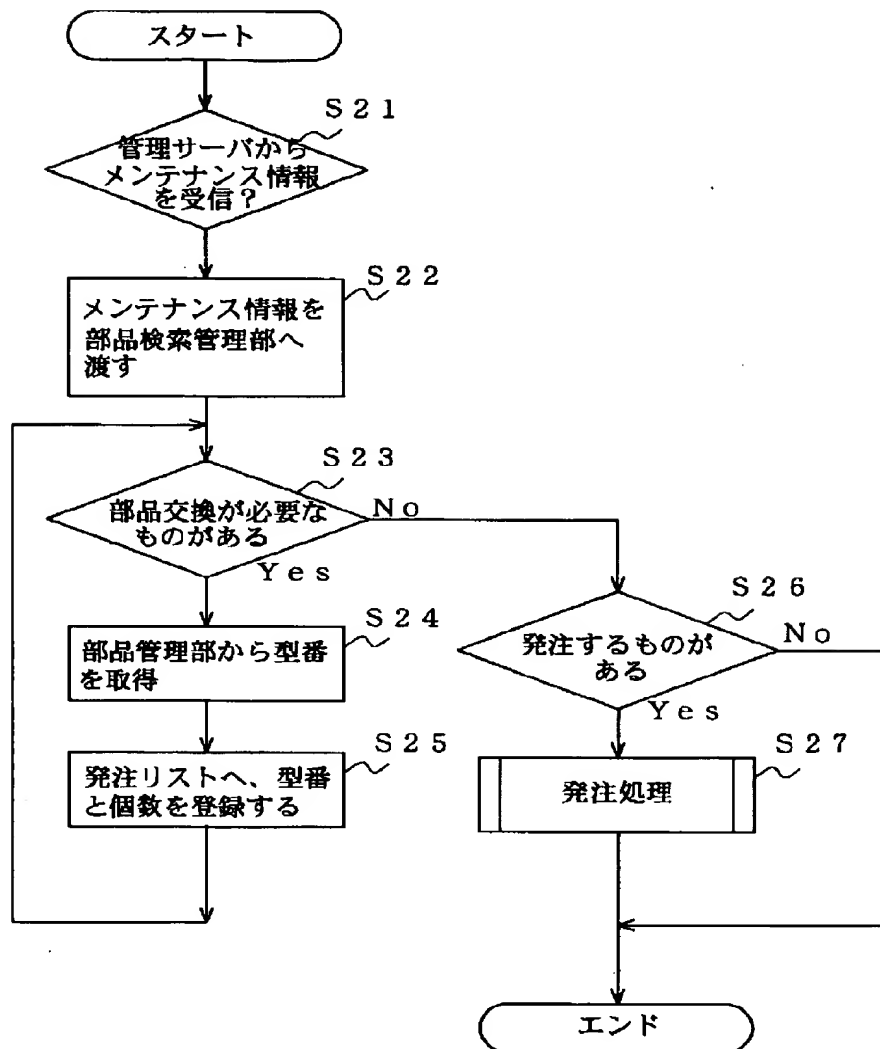 スタート
S21
管理サーバから
メンテナンス情報
を受信?
S22
メンテナンス情報を
部品検索管理部へ
渡す
S23
部品交換が必要な
ものがある
No
Yes
S24
部品管理部から型番
を取得
S25
発注リストへ、型番
と個数を登録する
S26
発注するものが
ある
No
Yes
S27
発注処理
エンド